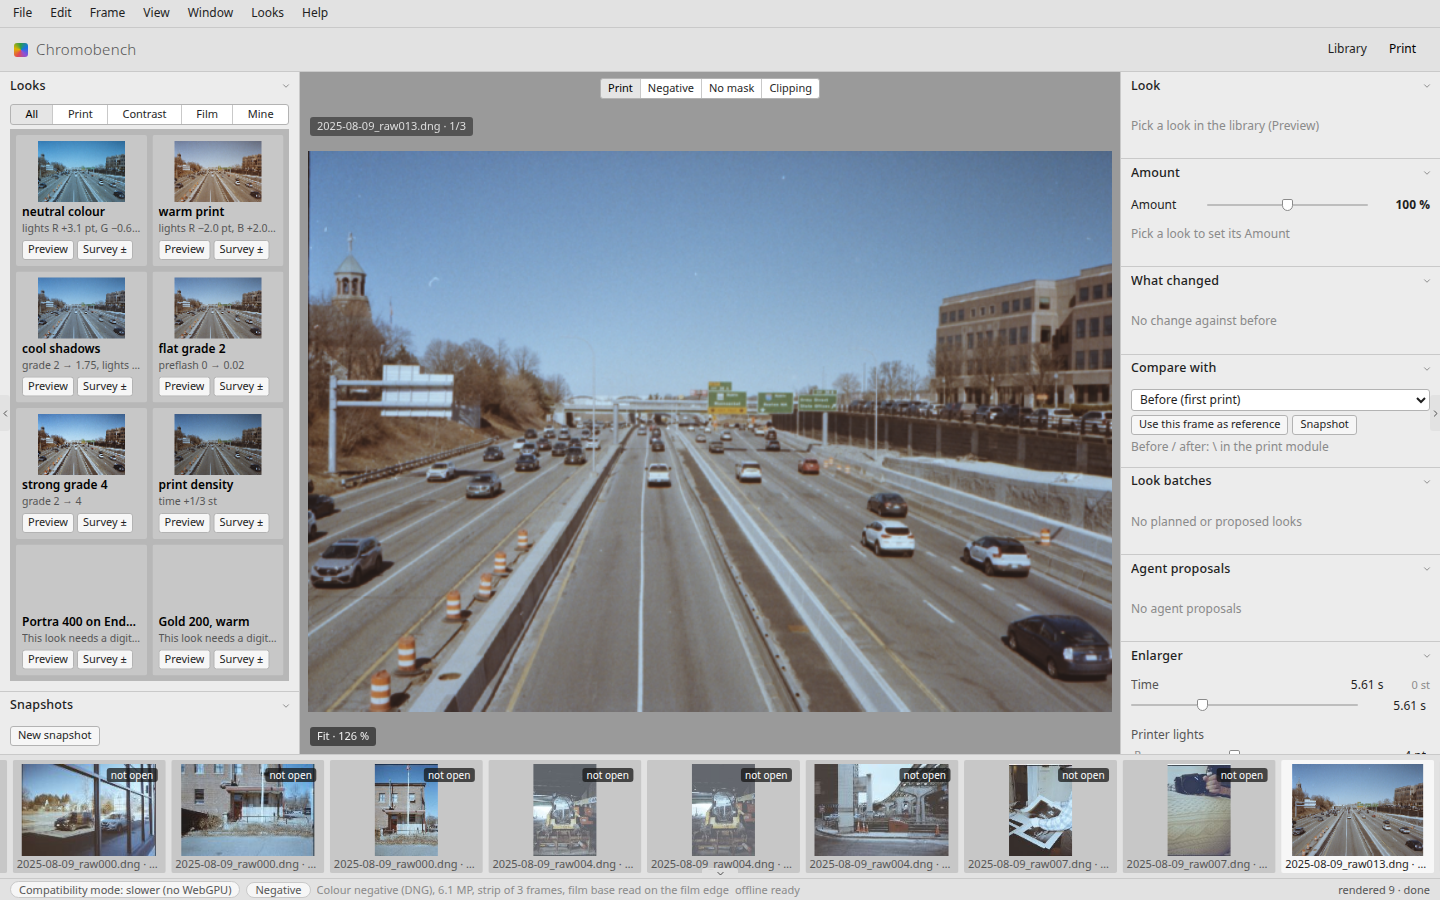 File Edit Frame View Window Looks Help
Chromobench
Library Print
Looks
All Print Contrast Film Mine
neutral colour
lights R +3.1 pt, G −0.6...
Preview Survey ±
warm print
lights R −2.0 pt, B +2.0...
Preview Survey ±
cool shadows
grade 2 → 1.75, lights ...
Preview Survey ±
flat grade 2
preflash 0 → 0.02
Preview Survey ±
strong grade 4
grade 2 → 4
Preview Survey ±
print density
time +1/3 st
Preview Survey ±
Portra 400 on End...
This look needs a digit...
Preview Survey ±
Gold 200, warm
This look needs a digit...
Preview Survey ±
Snapshots
New snapshot
Print Negative No mask Clipping
2025-08-09_raw013.dng · 1/3
Fit · 126 %
Look
Pick a look in the library (Preview)
Amount
Amount 100 %
Pick a look to set its Amount
What changed
No change against before
Compare with
Before (first print)
Use this frame as reference Snapshot
Before / after: \ in the print module
Look batches
No planned or proposed looks
Agent proposals
No agent proposals
Enlarger
Time 5.61 s 0 st
5.61 s
Printer lights
not open
2025-08-09_raw000.dng · ...
not open
2025-08-09_raw000.dng · ...
not open
2025-08-09_raw000.dng · ...
not open
2025-08-09_raw004.dng · ...
not open
2025-08-09_raw004.dng · ...
not open
2025-08-09_raw004.dng · ...
not open
2025-08-09_raw007.dng · ...
not open
2025-08-09_raw007.dng · ...
2025-08-09_raw013.dng · ...
Compatibility mode: slower (no WebGPU) Negative Colour negative (DNG), 6.1 MP, strip of 3 frames, film base read on the film edge offline ready
rendered 9 · done